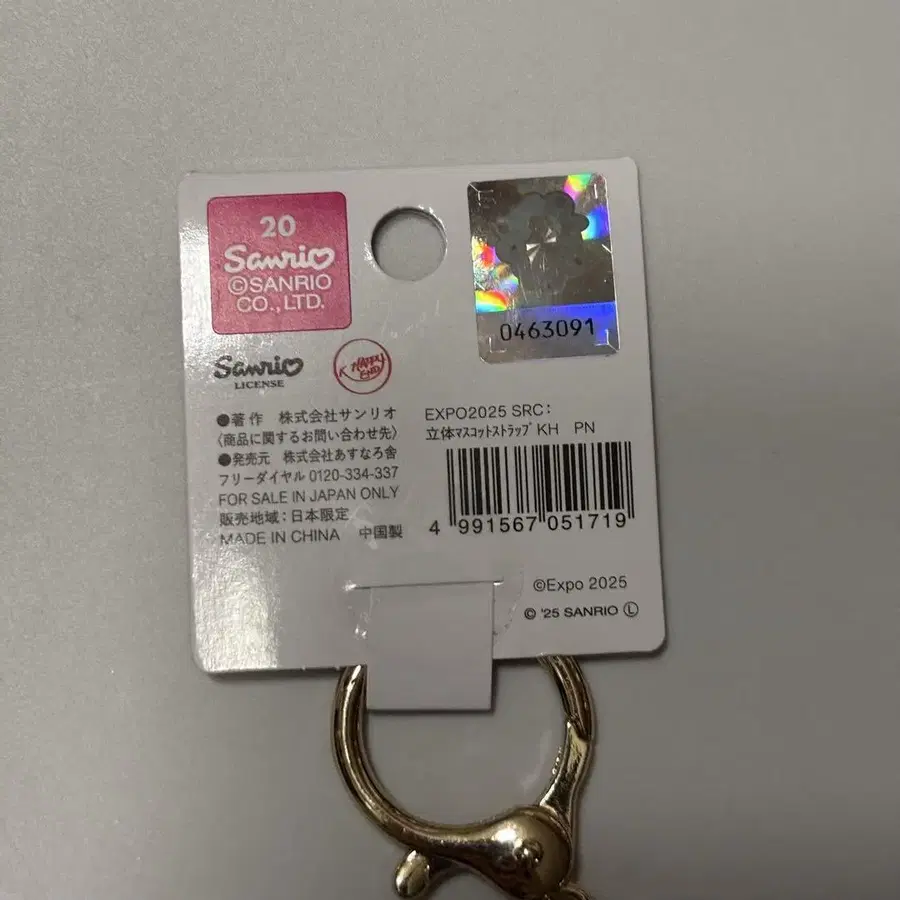 20
Sanrio
©SANRIO
CO., LTD.
0463091
Sanrio
LICENSE
K HAPPY
END
●著作 株式会社サンリオ
〈商品に関するお問い合わせ先〉
●発売元 株式会社あすなろ舎
フリーダイヤル 0120-334-337
FOR SALE IN JAPAN ONLY
販売地域:日本限定
MADE IN CHINA 中国製
EXPO2025 SRC:
立体ﾏｽｺｯﾄｽﾄﾗｯﾌﾟKH PN
4 991567 051719
©Expo 2025
© '25 SANRIO Ⓛ